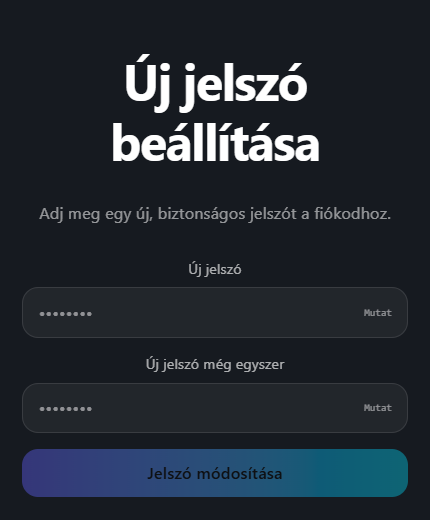 Új jelszó
beállítása
Adj meg egy új, biztonságos jelszót a fiókodhoz.
Új jelszó
•••••••• Mutat
Új jelszó még egyszer
•••••••• Mutat
Jelszó módosítása